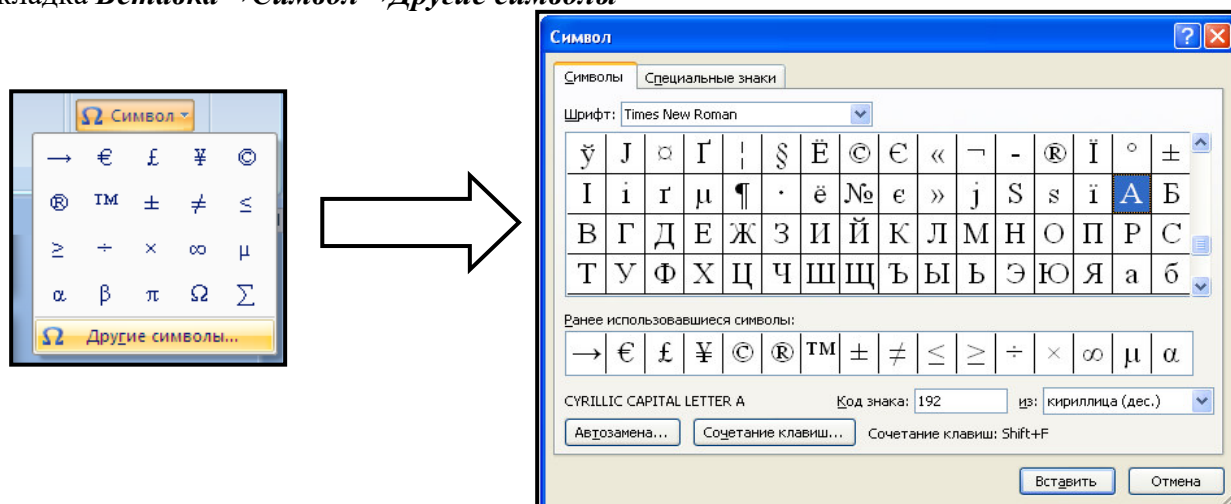 кладка Вставка→Символ→Другие символы
Ω Символ
→ € £ ¥ ©
® ™ ± ≠ ≤
≥ ÷ × ∞ µ
α β π Ω ∑
Ω Другие символы...
Символ
Символы Специальные знаки
Шрифт: Times New Roman
ў Ј ¤ Ґ ¦ § Ё © Є « ¬ - ® Ї ° ±
І і ґ µ ¶ · ё № є » ј Ѕ ѕ ї А Б
В Г Д Е Ж З И Й К Л М Н О П Р С
Т У Ф Х Ц Ч Ш Щ Ъ Ы Ь Э Ю Я а б
Ранее использовавшиеся символы:
→ € £ ¥ © ® ™ ± ≠ ≤ ≥ ÷ × ∞ µ α
CYRILLIC CAPITAL LETTER A Код знака: 192 из: кириллица (дес.)
Автозамена... Сочетание клавиш... Сочетание клавиш: Shift+F
Вставить Отмена